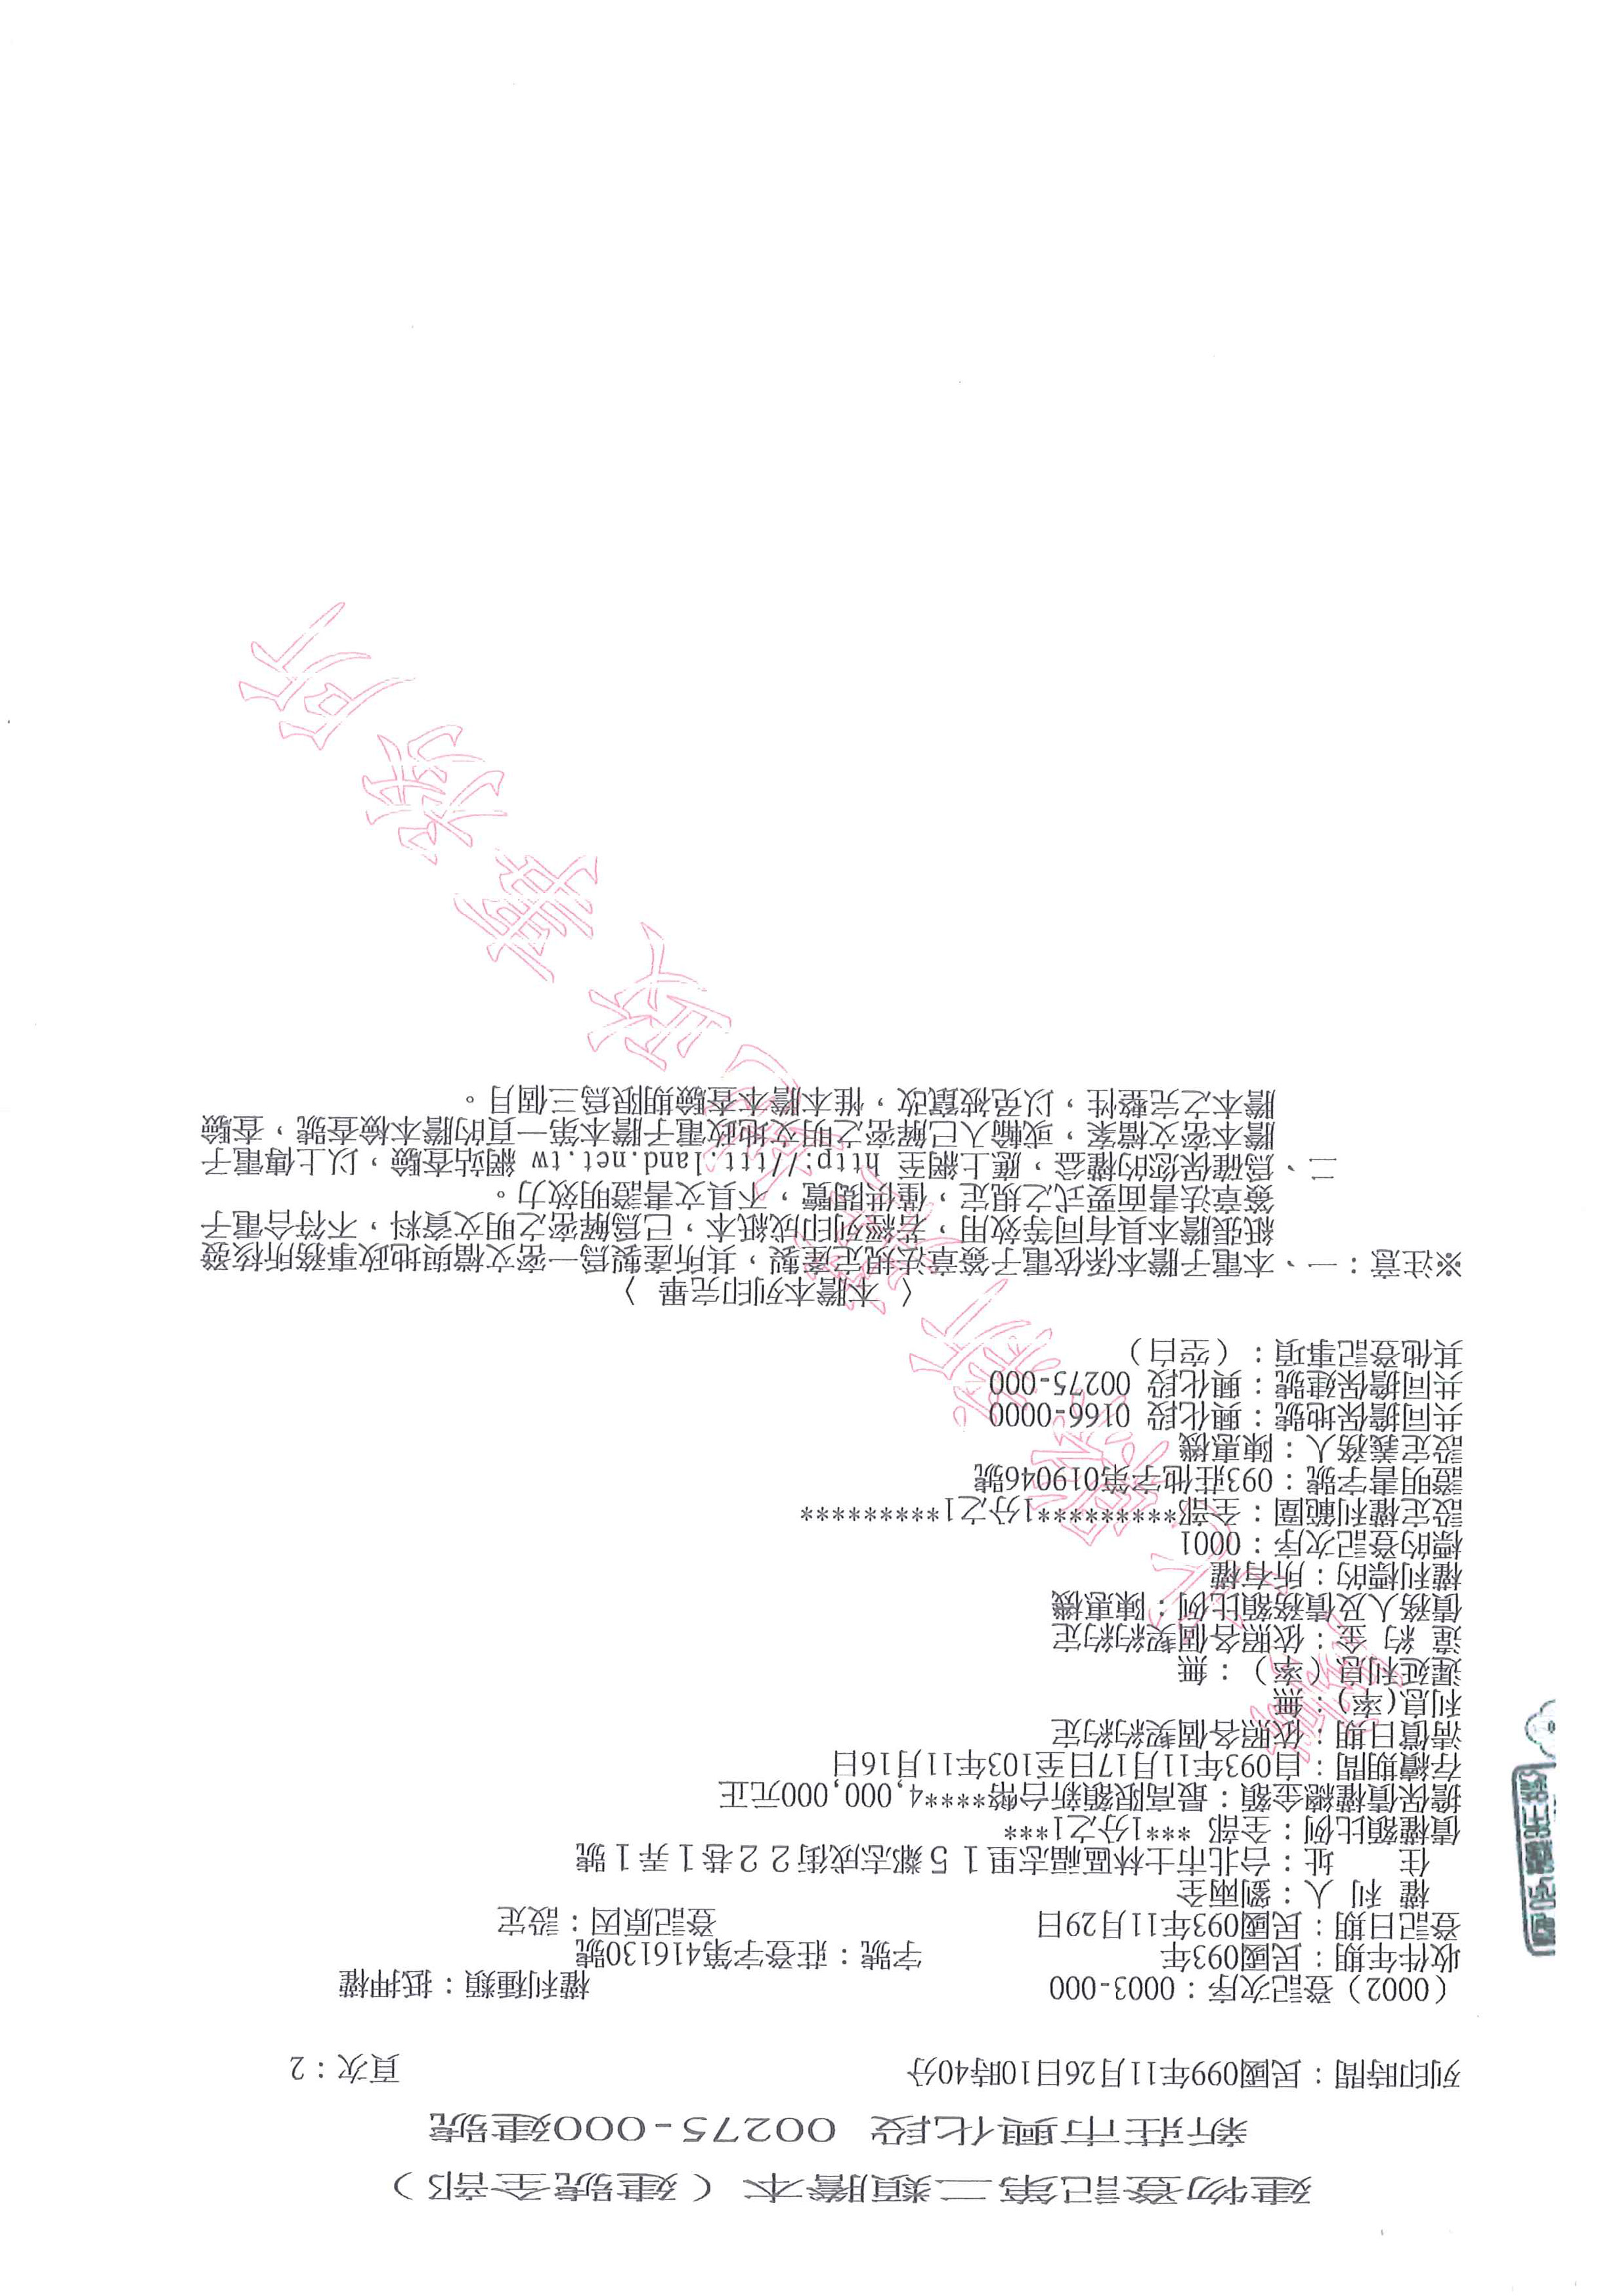 建物登記第二類謄本（建號全部）
新莊市興化段 00275-000建號
列印時間：民國099年11月26日10時40分 頁次：2
（0002）登記次序：0003-000 權利種類：抵押權
收件年期：民國093年 字號：莊登字第416130號
登記日期：民國093年11月29日 登記原因：設定
權 利 人：劉兩全
住 址：台北市士林區福志里１５鄰志成街２２巷１弄１號
債權額比例：全部 ***1分之1***
擔保債權總金額：最高限額新台幣*****4,000,000元正
存續期間：自093年11月17日至103年11月16日
清償日期：依照各個契約約定
利息(率)：無
遲延利息(率)：無
違 約 金：依照各個契約約定
債務人及債務額比例：陳惠機
權利標的：所有權
標的登記次序：0001
設定權利範圍：全部*********1分之1*********
證明書字號：093莊他字第019046號
設定義務人：陳惠機
共同擔保地號：興化段 0166-0000
共同擔保建號：興化段 00275-000
其他登記事項：（空白）
〈 本謄本列印完畢 〉
※注意：一、本電子謄本係依電子簽章法規定產製，其所產製為一密文檔與地政事務所核發
紙張謄本具有同等效用，若經列印成紙本，已為解密之明文資料，不符合電子
簽章法書面要式之規定，僅供閱覽，不具文書證明效力。
二、為確保您的權益，應上網至 http://ttt.land.net.tw 網站查驗，以上傳電子
謄本密文檔案，或輸入已解密之明文地政電子謄本第一頁的謄本檢查號，查驗
謄本之完整性，以免被竄改，惟本謄本查驗期限為三個月。
臺北縣新莊地政事務所